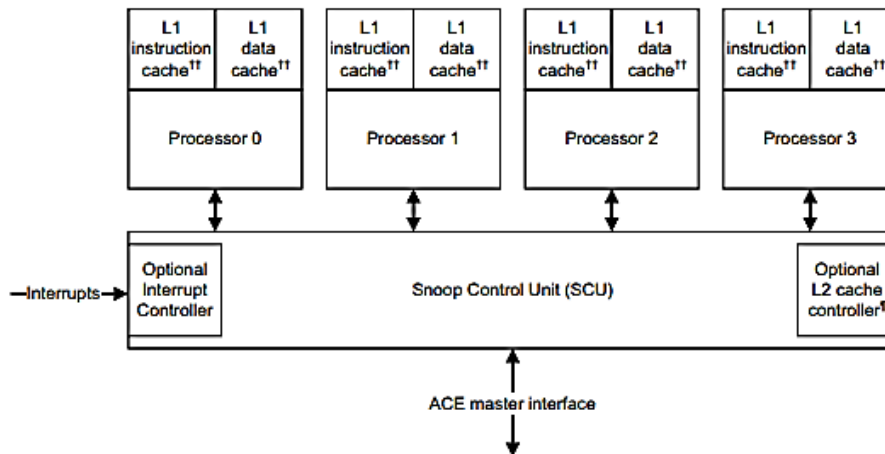 L1 instruction cache††
L1 data cache††
L1 instruction cache††
L1 data cache††
L1 instruction cache††
L1 data cache††
L1 instruction cache††
L1 data cache††
Processor 0
Processor 1
Processor 2
Processor 3
Interrupts
Optional
Interrupt
Controller
Snoop Control Unit (SCU)
Optional
L2 cache
controller¶
ACE master interface